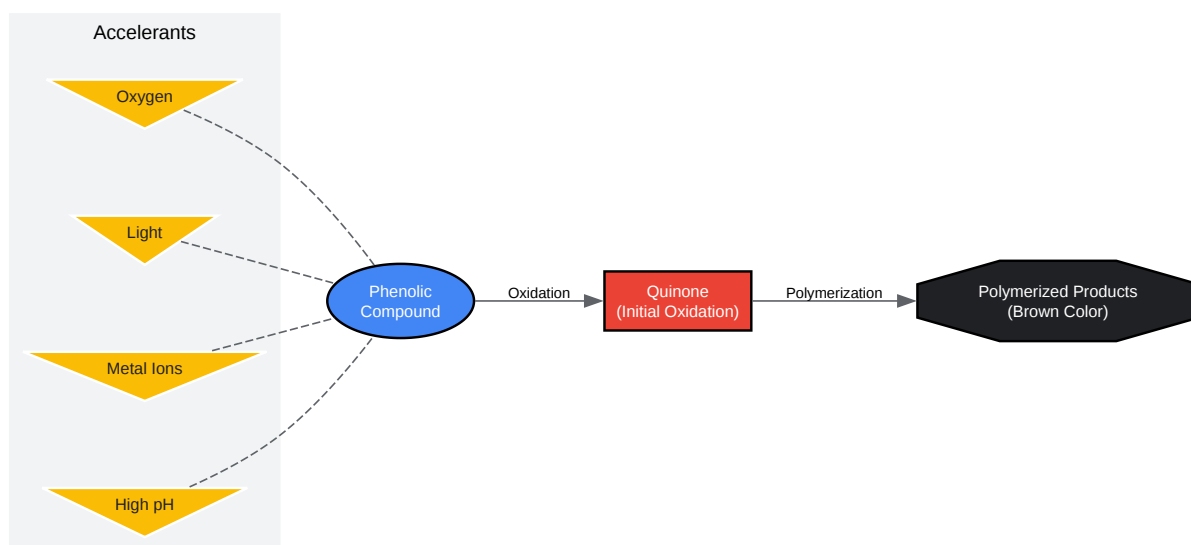 Accelerants
Oxygen
Light
Metal Ions
High pH
Phenolic
Compound
Oxidation
Quinone
(Initial Oxidation)
Polymerization
Polymerized Products
(Brown Color)